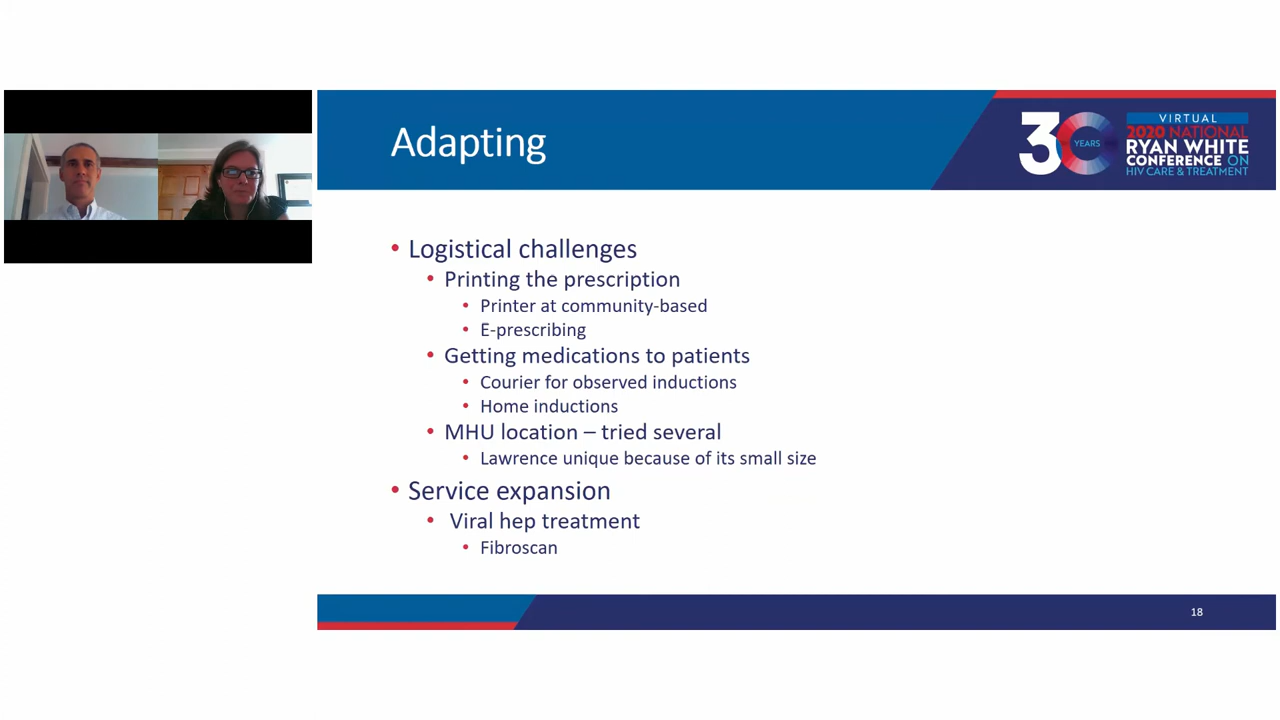 Adapting
30
YEARS
VIRTUAL
2020 NATIONAL
RYAN WHITE
CONFERENCE ON
HIV CARE & TREATMENT
• Logistical challenges
• Printing the prescription
• Printer at community-based
• E-prescribing
• Getting medications to patients
• Courier for observed inductions
• Home inductions
• MHU location – tried several
• Lawrence unique because of its small size
• Service expansion
• Viral hep treatment
• Fibroscan
18